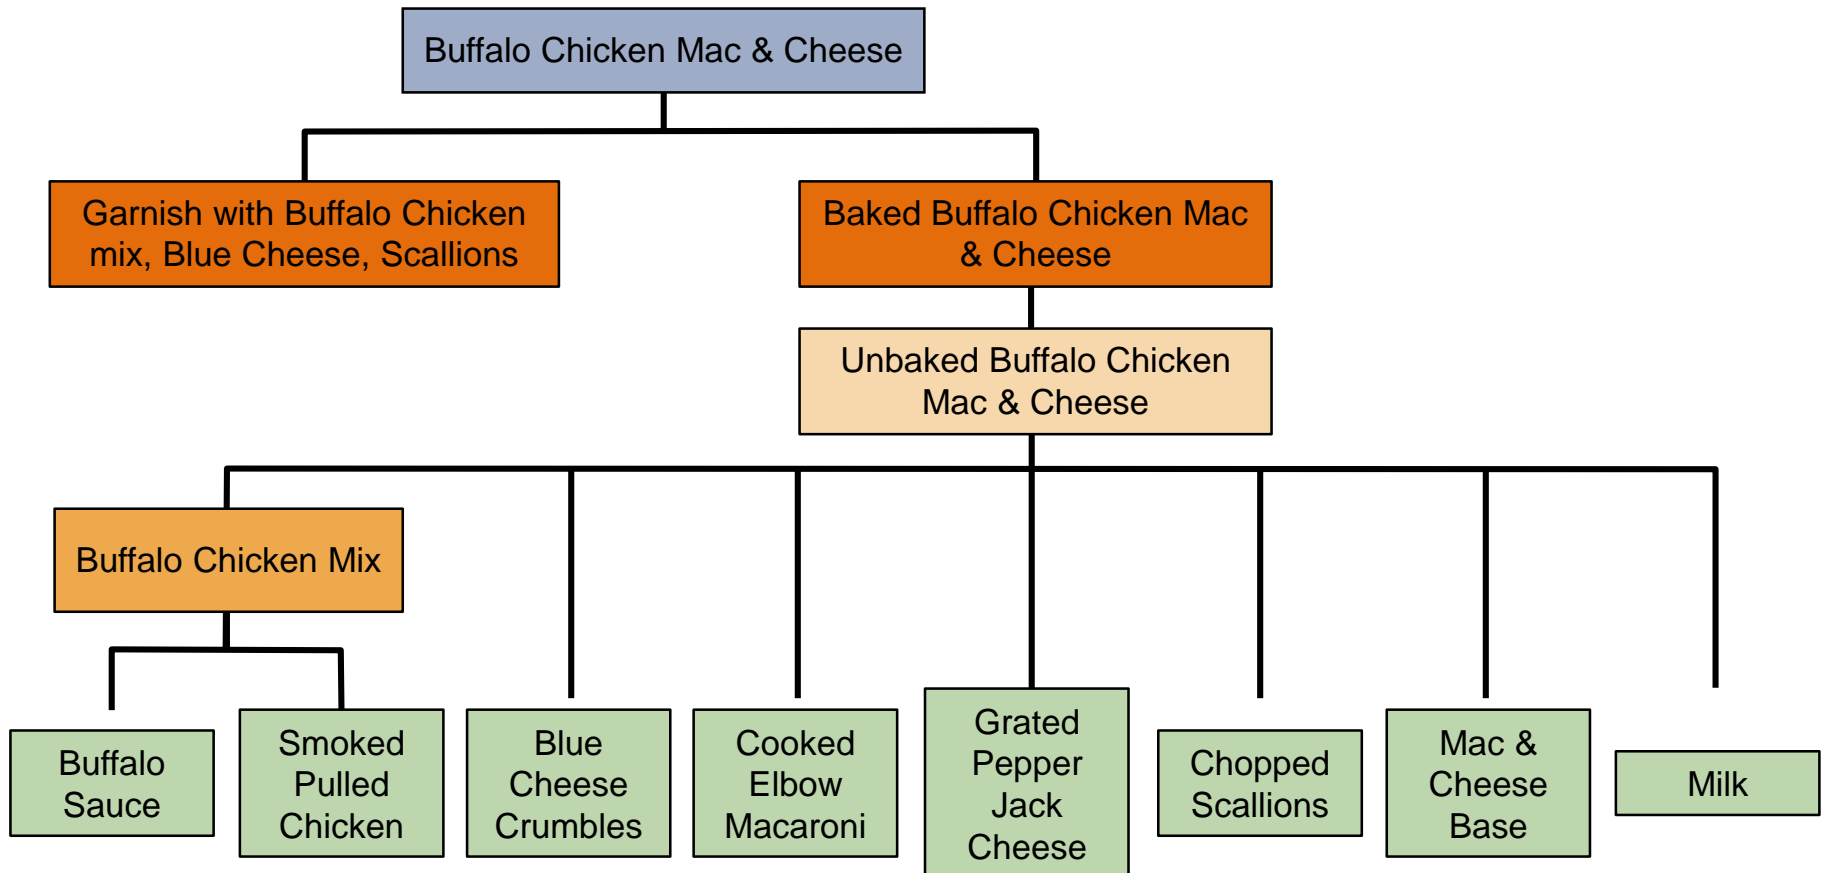 Buffalo Chicken Mac & Cheese
Garnish with Buffalo Chicken
mix, Blue Cheese, Scallions
Baked Buffalo Chicken Mac
& Cheese
Unbaked Buffalo Chicken
Mac & Cheese
Buffalo Chicken Mix
Buffalo
Sauce
Smoked
Pulled
Chicken
Blue
Cheese
Crumbles
Cooked
Elbow
Macaroni
Grated
Pepper
Jack
Cheese
Chopped
Scallions
Mac &
Cheese
Base
Milk